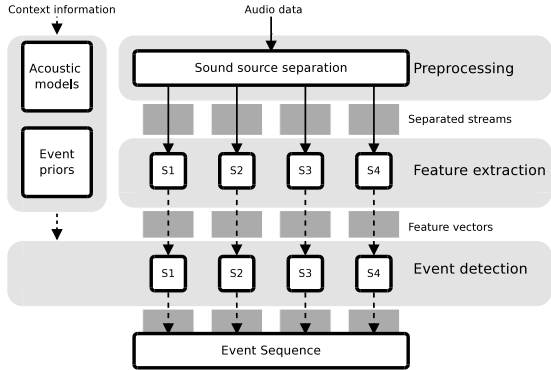 Context information
Audio data
Acoustic
models
Sound source separation
Preprocessing
Separated streams
Event
priors
S1
S2
S3
S4
Feature extraction
Feature vectors
S1
S2
S3
S4
Event detection
Event Sequence